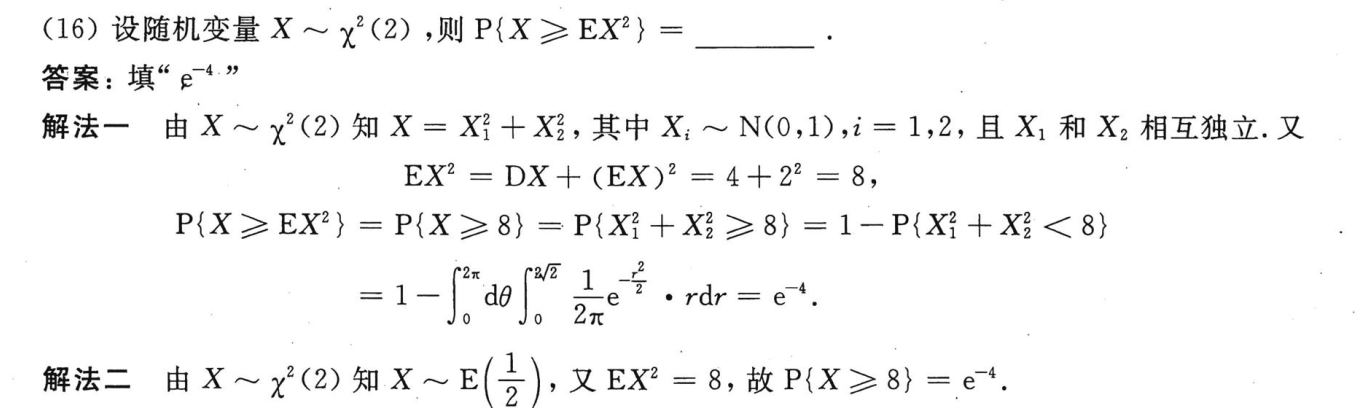 (16) 设随机变量 X ~ χ²(2) ,则 P{X ⩾ EX²} = ________ .
答案: 填“ e⁻⁴ ”
解法一 由 X ~ χ²(2) 知 X = X₁² + X₂², 其中 Xᵢ ~ N(0,1),i = 1,2, 且 X₁ 和 X₂ 相互独立. 又
EX² = DX + (EX)² = 4 + 2² = 8,
P{X ⩾ EX²} = P{X ⩾ 8} = P{X₁² + X₂² ⩾ 8} = 1 − P{X₁² + X₂² < 8}
= 1 − ∫₀^{2π} dθ ∫₀^{2√2} \frac{1}{2π} e^{−\frac{r²}{2}} • rdr = e⁻⁴.
解法二 由 X ~ χ²(2) 知 X ~ E(\frac{1}{2}), 又 EX² = 8, 故 P{X ⩾ 8} = e⁻⁴.